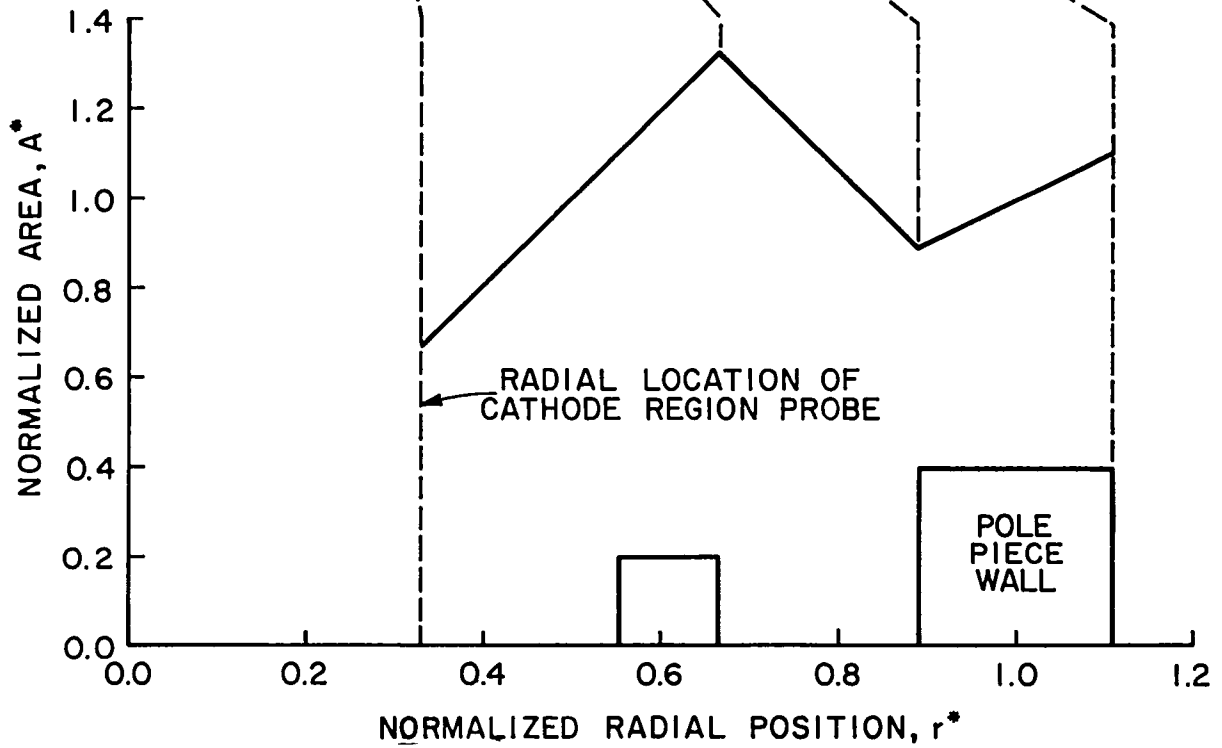 1.4
1.2
1.0
0.8
0.6
0.4
0.2
0.0
NORMALIZED AREA, A*
RADIAL LOCATION OF
CATHODE REGION PROBE
POLE
PIECE
WALL
0.0 0.2 0.4 0.6 0.8 1.0 1.2
NORMALIZED RADIAL POSITION, r*